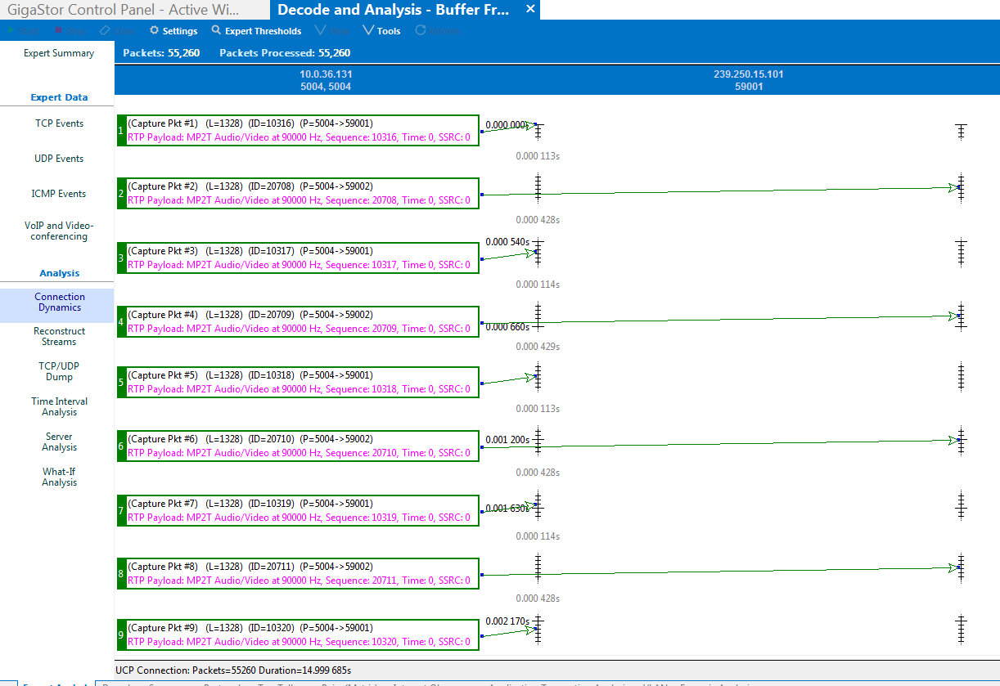 GigaStor Control Panel - Active Wi...
Decode and Analysis - Buffer Fr... ×
Settings Expert Thresholds Tools
Expert Summary
Packets: 55,260 Packets Processed: 55,260
10.0.36.131 239.250.15.101
5004, 5004 59001
Expert Data
TCP Events
UDP Events
ICMP Events
VoIP and Video-
conferencing
Analysis
Connection
Dynamics
Reconstruct
Streams
TCP/UDP
Dump
Time Interval
Analysis
Server
Analysis
What-If
Analysis
1 (Capture Pkt #1) (L=1328) (ID=10316) (P=5004->59001)
RTP Payload: MP2T Audio/Video at 90000 Hz, Sequence: 10316, Time: 0, SSRC: 0
0.000 000
0.000 113s
2 (Capture Pkt #2) (L=1328) (ID=20708) (P=5004->59002)
RTP Payload: MP2T Audio/Video at 90000 Hz, Sequence: 20708, Time: 0, SSRC: 0
0.000 428s
3 (Capture Pkt #3) (L=1328) (ID=10317) (P=5004->59001)
RTP Payload: MP2T Audio/Video at 90000 Hz, Sequence: 10317, Time: 0, SSRC: 0
0.000 540s
0.000 114s
4 (Capture Pkt #4) (L=1328) (ID=20709) (P=5004->59002)
RTP Payload: MP2T Audio/Video at 90000 Hz, Sequence: 20709, Time: 0, SSRC: 0
0.000 660s
0.000 429s
5 (Capture Pkt #5) (L=1328) (ID=10318) (P=5004->59001)
RTP Payload: MP2T Audio/Video at 90000 Hz, Sequence: 10318, Time: 0, SSRC: 0
0.000 113s
6 (Capture Pkt #6) (L=1328) (ID=20710) (P=5004->59002)
RTP Payload: MP2T Audio/Video at 90000 Hz, Sequence: 20710, Time: 0, SSRC: 0
0.001 200s
0.000 428s
7 (Capture Pkt #7) (L=1328) (ID=10319) (P=5004->59001)
RTP Payload: MP2T Audio/Video at 90000 Hz, Sequence: 10319, Time: 0, SSRC: 0
0.001 630s
0.000 114s
8 (Capture Pkt #8) (L=1328) (ID=20711) (P=5004->59002)
RTP Payload: MP2T Audio/Video at 90000 Hz, Sequence: 20711, Time: 0, SSRC: 0
0.000 428s
9 (Capture Pkt #9) (L=1328) (ID=10320) (P=5004->59001)
RTP Payload: MP2T Audio/Video at 90000 Hz, Sequence: 10320, Time: 0, SSRC: 0
0.002 170s
UCP Connection: Packets=55260 Duration=14.999 685s